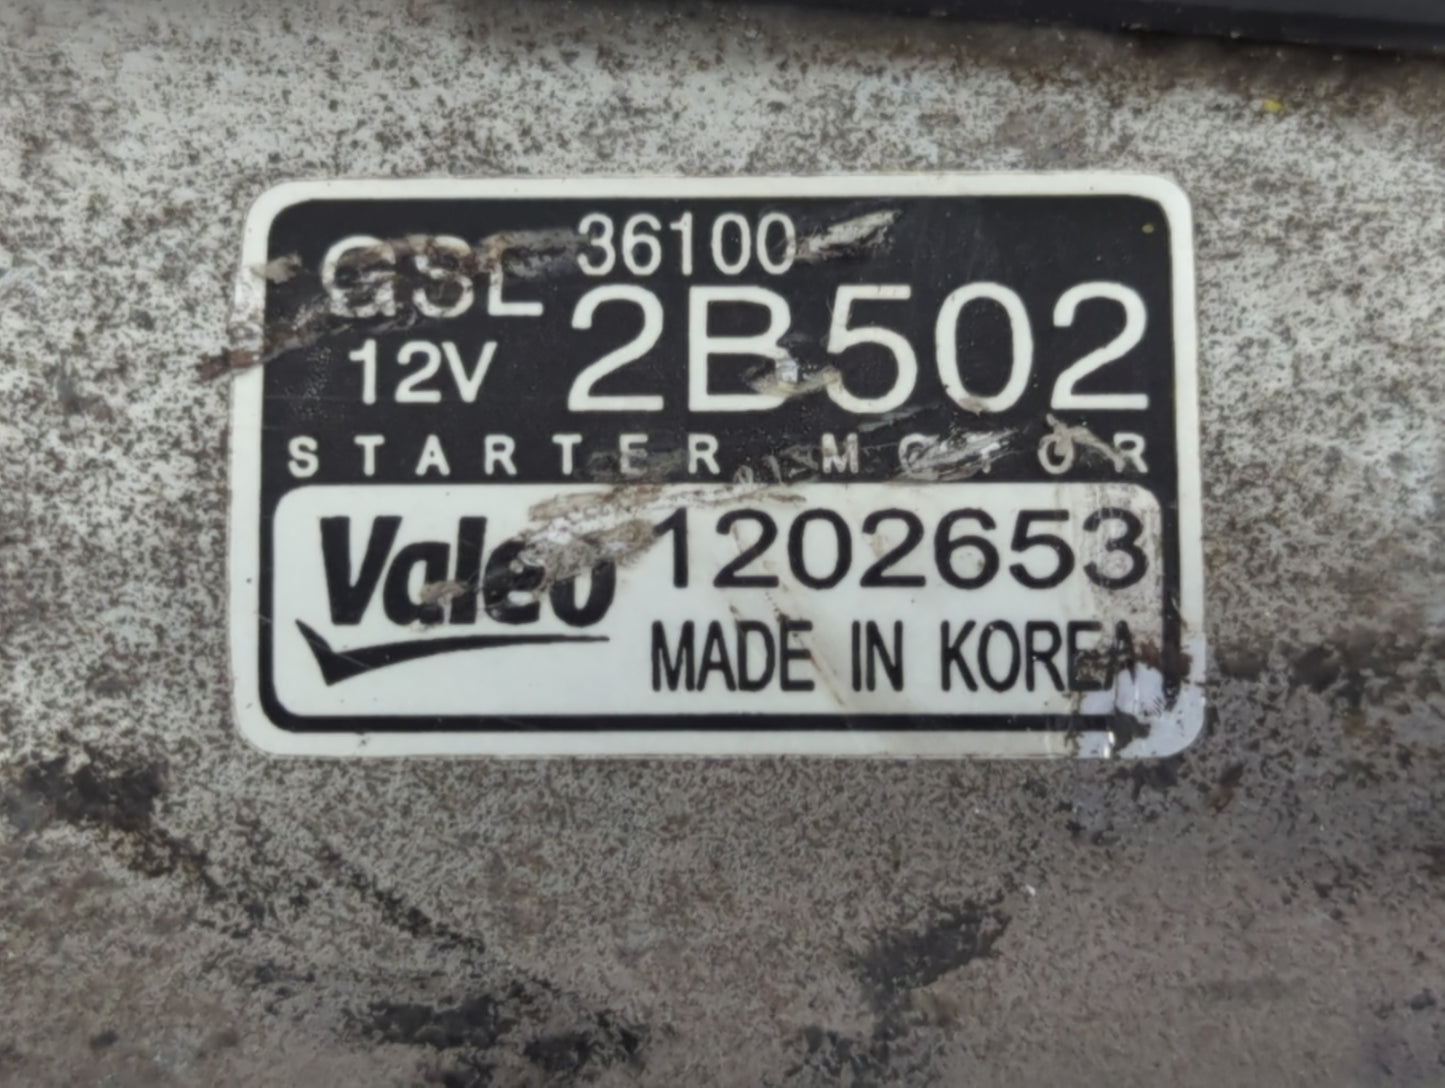 GSL 36100
12V 2B502
STARTER MOTOR
Valeo 1202653
MADE IN KOREA